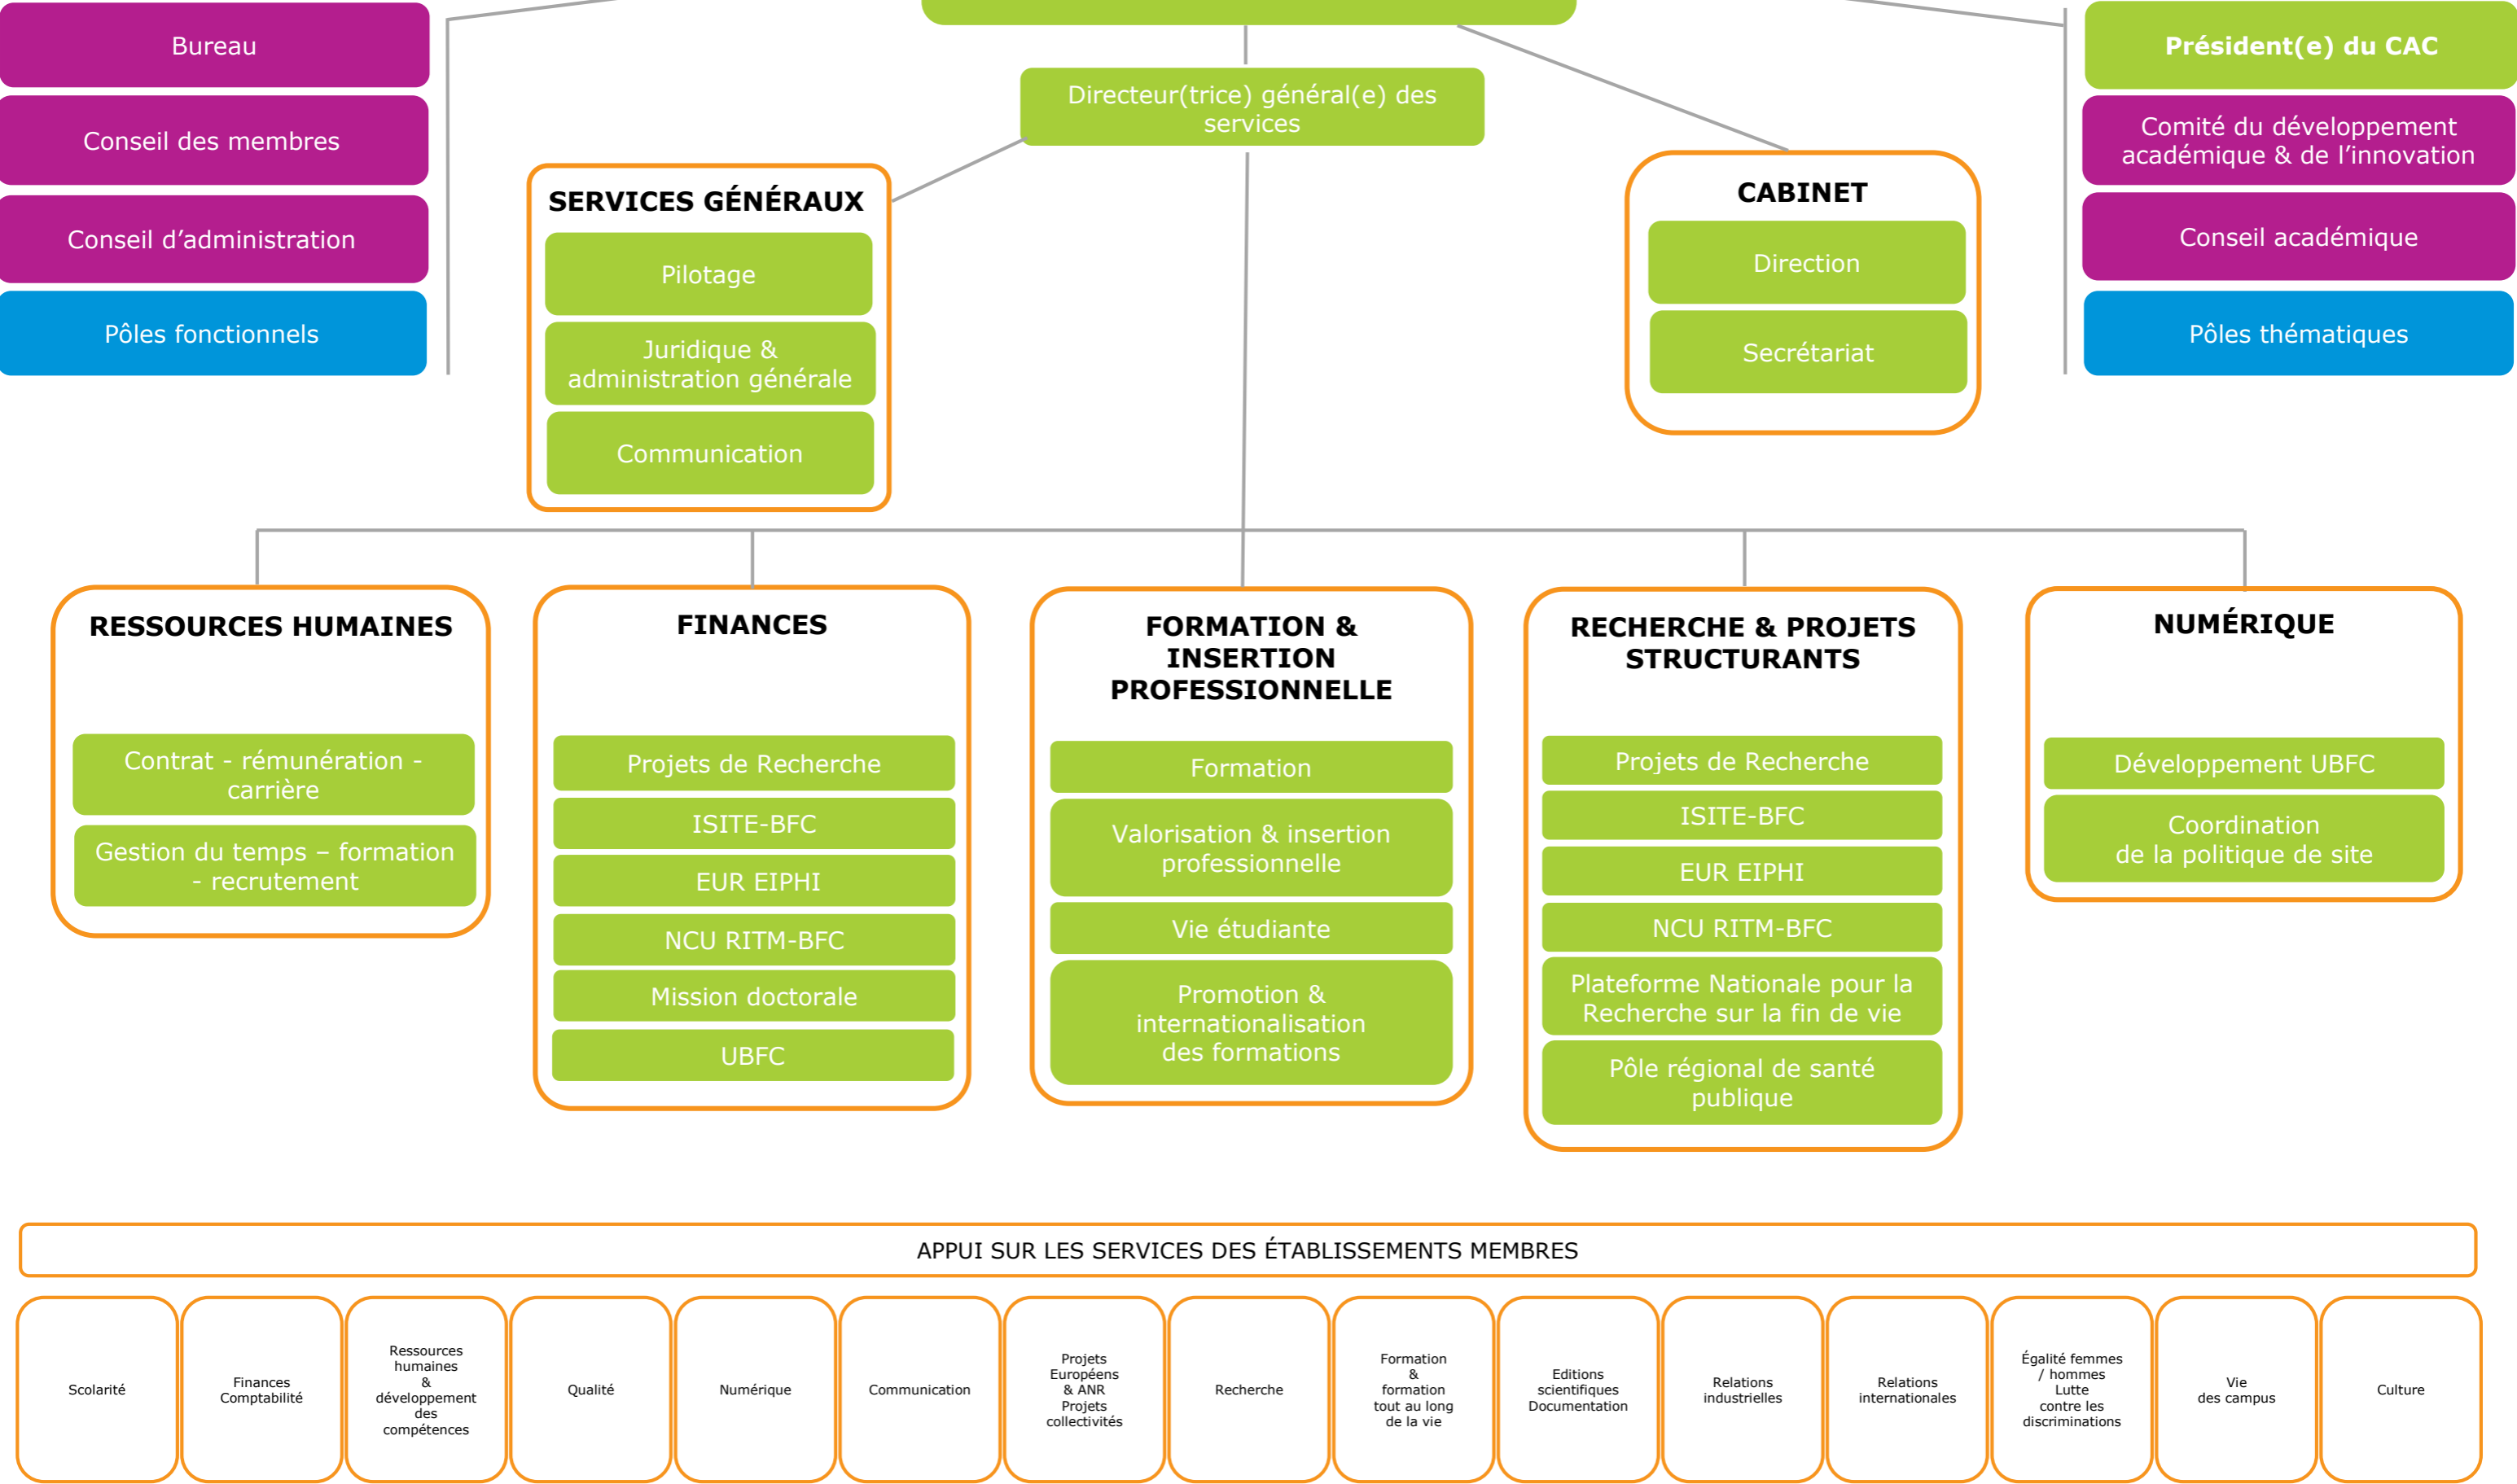 Bureau
Conseil des membres
Conseil d’administration
Pôles fonctionnels
Directeur(trice) général(e) des
services
Président(e) du CAC
Comité du développement
académique & de l’innovation
Conseil académique
Pôles thématiques
SERVICES GÉNÉRAUX
Pilotage
Juridique &
administration générale
Communication
CABINET
Direction
Secrétariat
RESSOURCES HUMAINES
Contrat - rémunération -
carrière
Gestion du temps – formation
- recrutement
FINANCES
Projets de Recherche
ISITE-BFC
EUR EIPHI
NCU RITM-BFC
Mission doctorale
UBFC
FORMATION &
INSERTION
PROFESSIONNELLE
Formation
Valorisation & insertion
professionnelle
Vie étudiante
Promotion &
internationalisation
des formations
RECHERCHE & PROJETS
STRUCTURANTS
Projets de Recherche
ISITE-BFC
EUR EIPHI
NCU RITM-BFC
Plateforme Nationale pour la
Recherche sur la fin de vie
Pôle régional de santé
publique
NUMÉRIQUE
Développement UBFC
Coordination
de la politique de site
APPUI SUR LES SERVICES DES ÉTABLISSEMENTS MEMBRES
Scolarité
Finances
Comptabilité
Ressources
humaines
&
développement
des
compétences
Qualité
Numérique
Communication
Projets
Européens
& ANR
Projets
collectivités
Recherche
Formation
&
formation
tout au long
de la vie
Editions
scientifiques
Documentation
Relations
industrielles
Relations
internationales
Égalité femmes
/ hommes
Lutte
contre les
discriminations
Vie
des campus
Culture